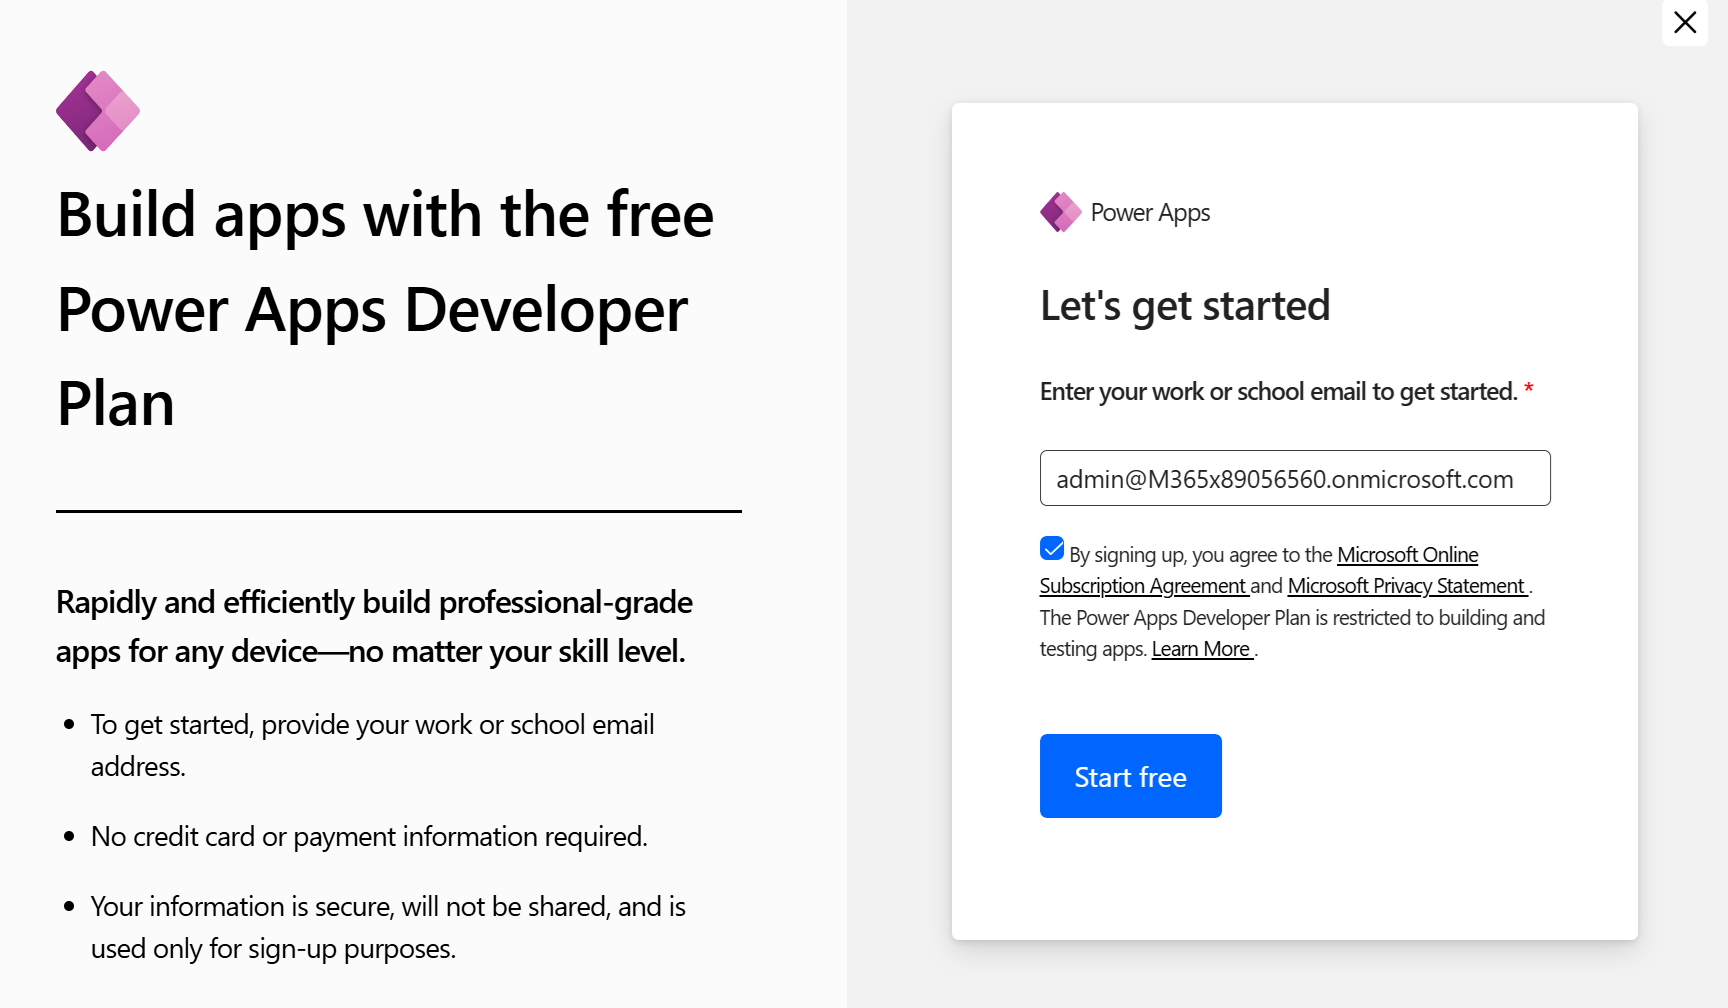 Build apps with the free
Power Apps Developer
Plan
Rapidly and efficiently build professional-grade
apps for any device—no matter your skill level.
• To get started, provide your work or school email
address.
• No credit card or payment information required.
• Your information is secure, will not be shared, and is
used only for sign-up purposes.
Power Apps
Let's get started
Enter your work or school email to get started. *
admin@M365x89056560.onmicrosoft.com
By signing up, you agree to the Microsoft Online
Subscription Agreement and Microsoft Privacy Statement .
The Power Apps Developer Plan is restricted to building and
testing apps. Learn More .
Start free